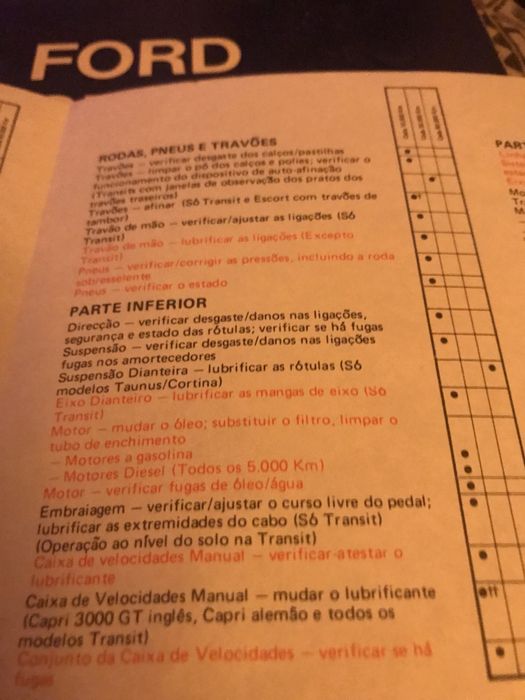 FORD
RODAS, PNEUS E TRAVÕES
Travões — verificar desgaste dos calços/pastilhas
Travões — limpar o pó dos calços e polias; verificar o
funcionamento do dispositivo de auto-afinação
(Transits com janelas de observação dos pratos dos
travões traseiros)
Travões — afinar (Só Transit e Escort com travões de
tambor)
Travão de mão — verificar/ajustar as ligações (Só
Transit)
Travão de mão — lubrificar as ligações (Excepto
Transit)
Pneus — verificar/corrigir as pressões, incluindo a roda
sobresselente
Pneus — verificar o estado
PARTE INFERIOR
Direcção — verificar desgaste/danos nas ligações,
segurança e estado das rótulas; verificar se há fugas
Suspensão — verificar desgaste/danos nas ligações
fugas nos amortecedores
Suspensão Dianteira — lubrificar as rótulas (Só
modelos Taunus/Cortina)
Eixo Dianteiro — lubrificar as mangas de eixo (Só
Transit)
Motor — mudar o óleo; substituir o filtro, limpar o
tubo de enchimento
— Motores a gasolina
— Motores Diesel (Todos os 5.000 Km)
Motor — verificar fugas de óleo/água
Embraiagem — verificar/ajustar o curso livre do pedal;
lubrificar as extremidades do cabo (Só Transit)
(Operação ao nível do solo na Transit)
Caixa de velocidades Manual — verificar-atestar o
lubrificante
Caixa de Velocidades Manual — mudar o lubrificante
(Capri 3000 GT inglês, Capri alemão e todos os
modelos Transit)
Conjunto da Caixa de Velocidades — verificar se há
fugas
PAR